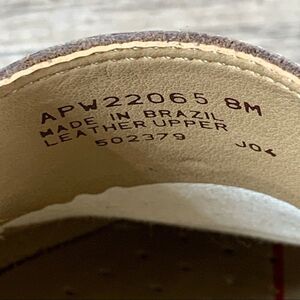 APW22065 8M
MADE IN BRAZIL
LEATHER UPPER
502379 J04